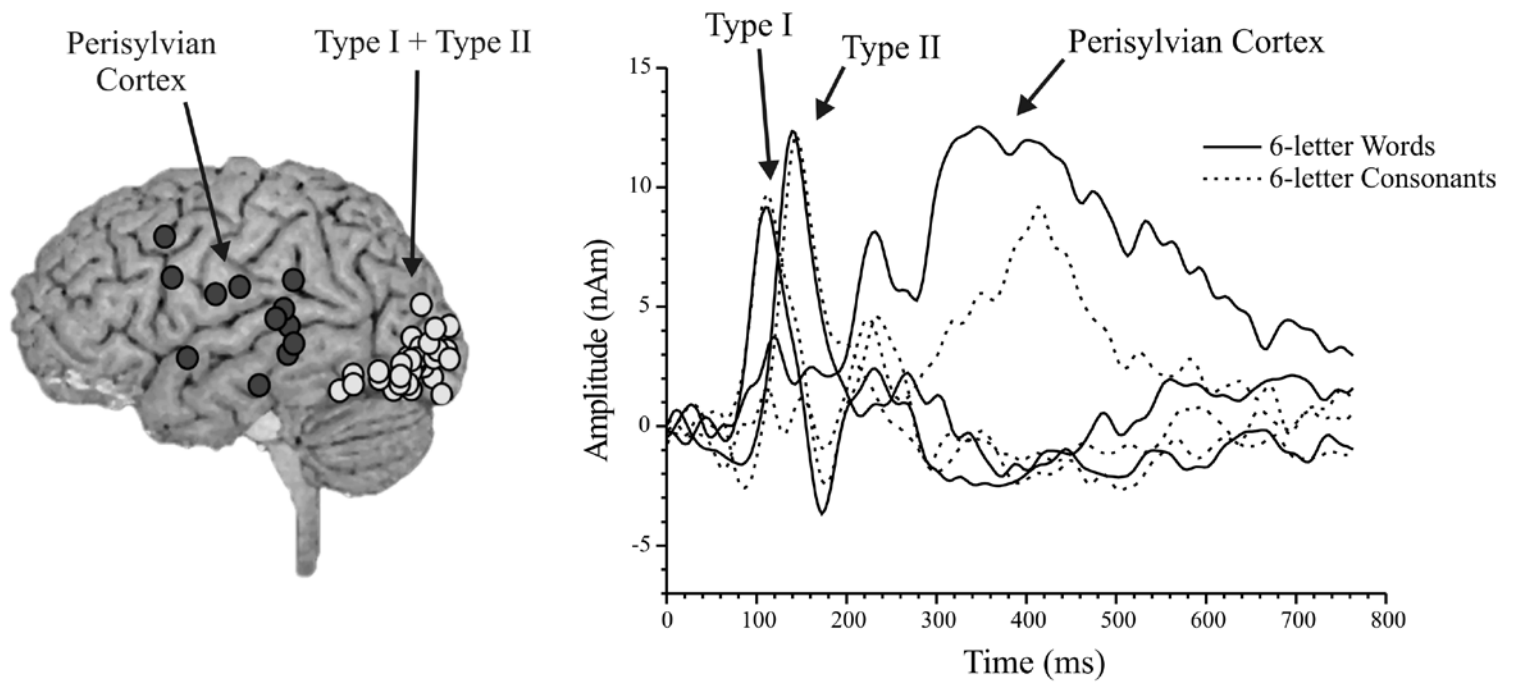 Perisylvian
Cortex
Type I + Type II
Type I
Type II
Perisylvian Cortex
6-letter Words
6-letter Consonants
Amplitude (nAm)
15
10
5
0
-5
0 100 200 300 400 500 600 700 800
Time (ms)